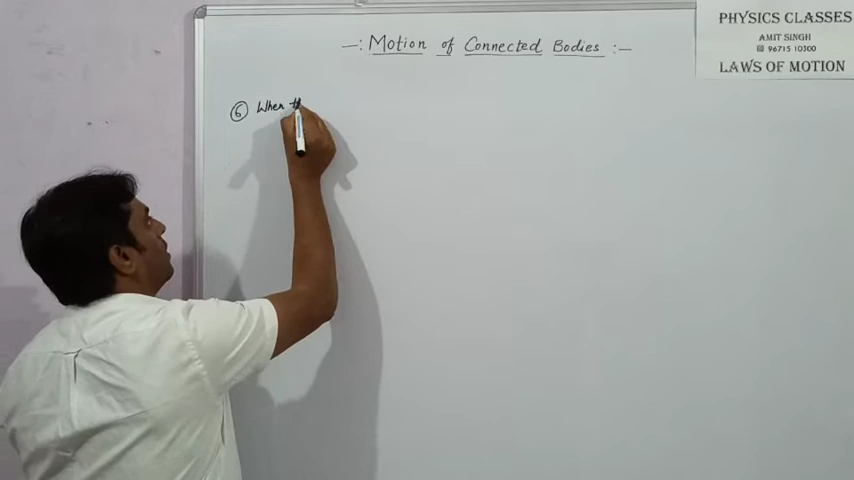 PHYSICS CLASSES
AMIT SINGH
96715 10300
LAWS OF MOTION
—: Motion of Connected Bodies :—
⑥ When